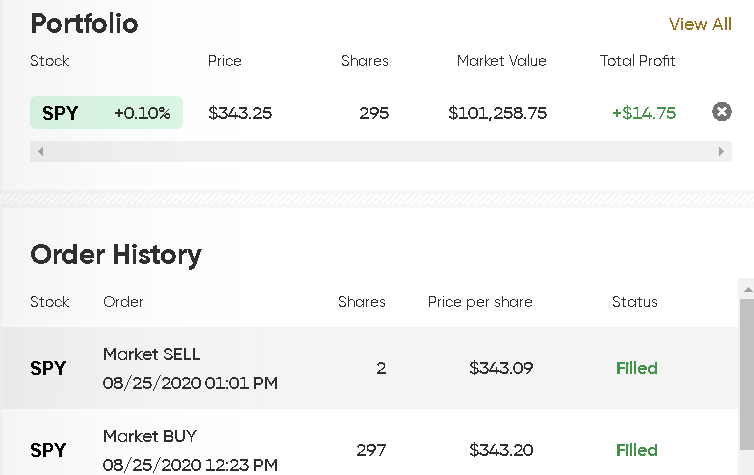 Portfolio View All
Stock Price Shares Market Value Total Profit
SPY +0.10% $343.25 295 $101,258.75 +$14.75
Order History
Stock Order Shares Price per share Status
Market SELL
SPY 2 $343.09 Filled
08/25/2020 01:01 PM
Market BUY
SPY 297 $343.20 Filled
08/25/2020 12:23 PM